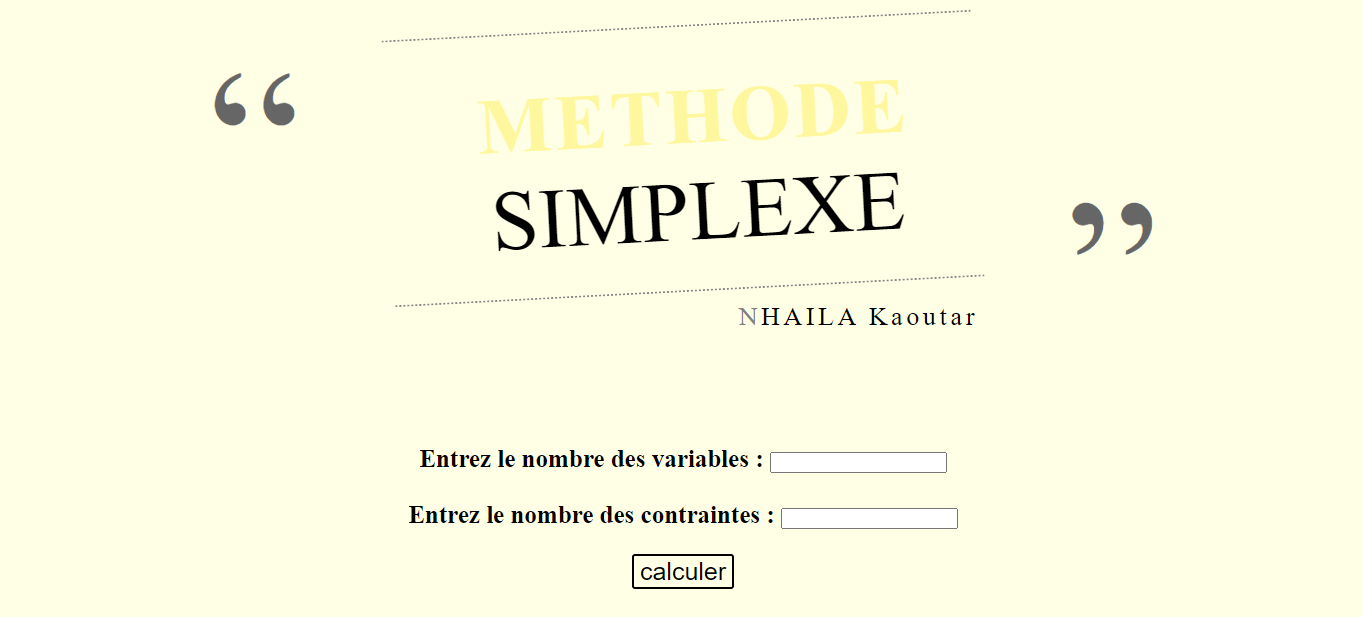 “
METHODE
SIMPLEXE
”
NHAILA Kaoutar
Entrez le nombre des variables :
Entrez le nombre des contraintes :
calculer